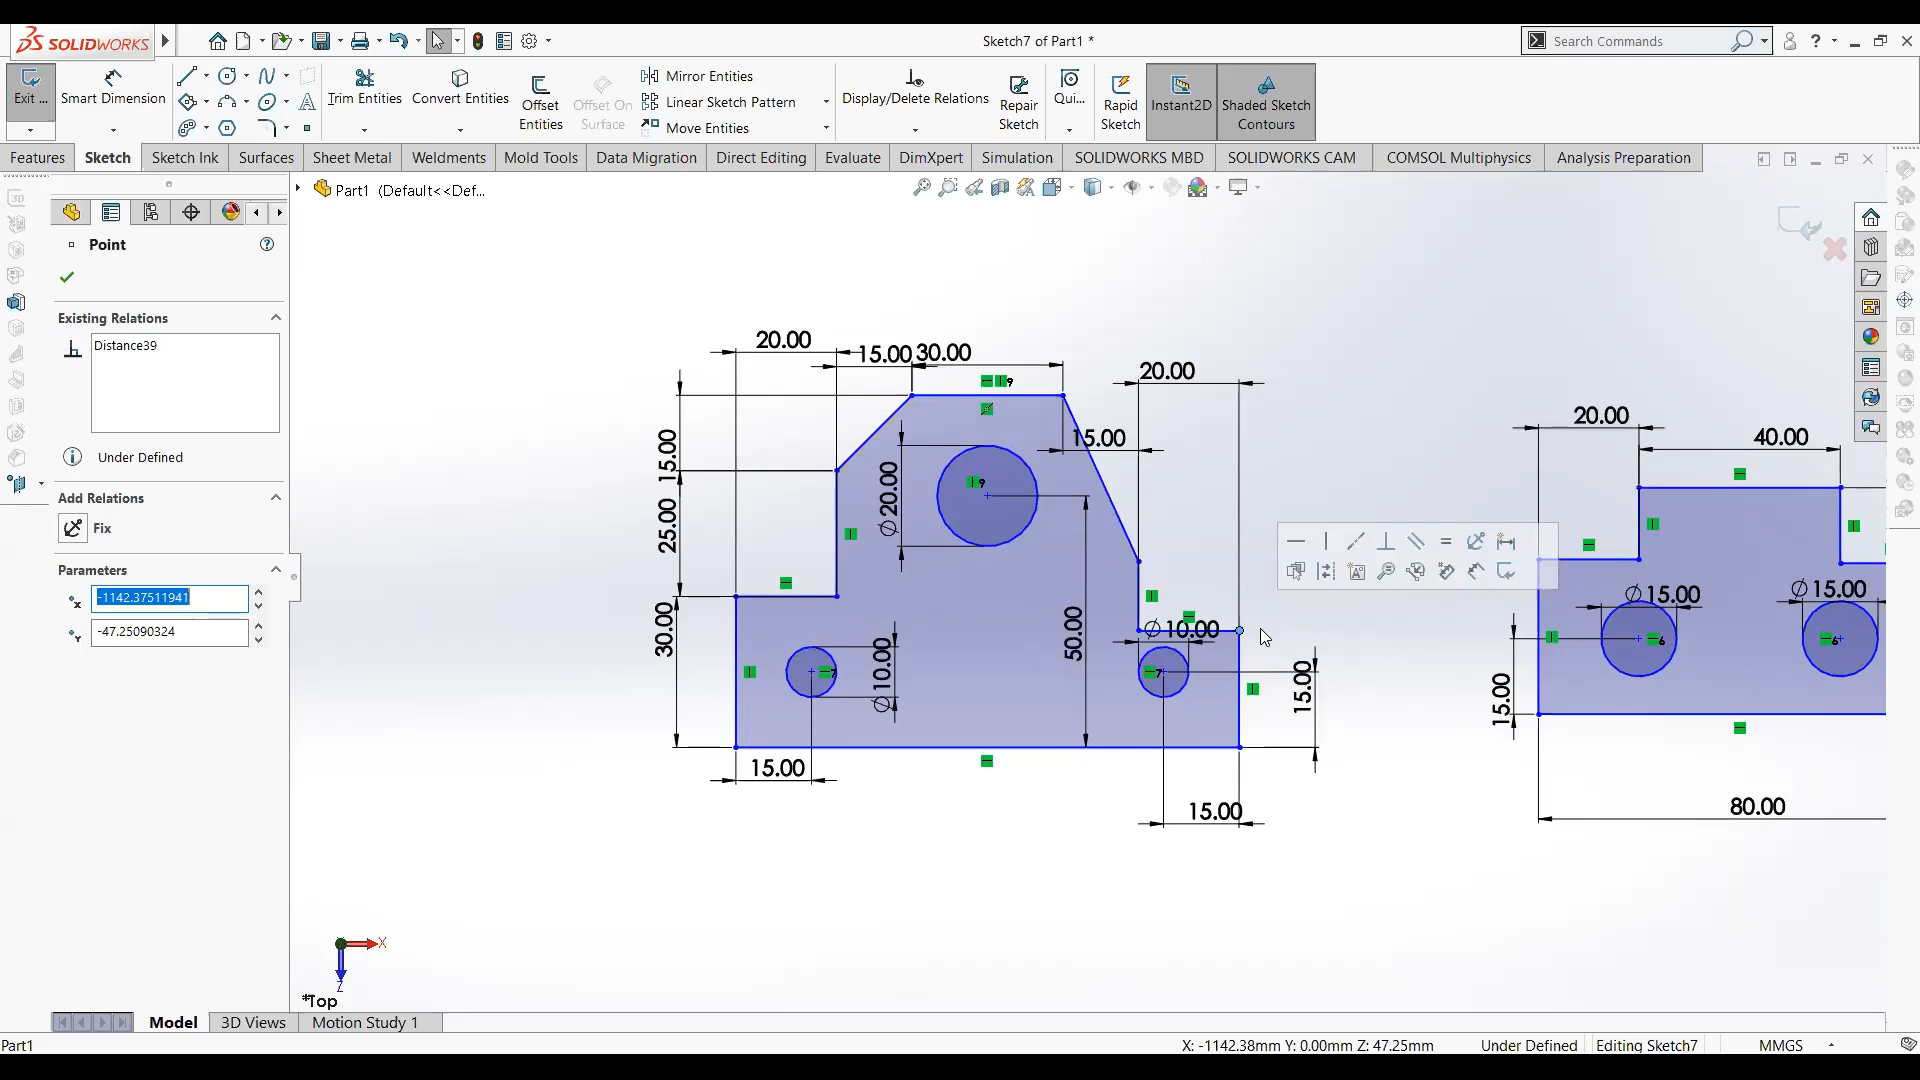 SOLIDWORKS
Sketch7 of Part1 *
Search Commands
Exit ...
Smart Dimension
Trim Entities
Convert Entities
Offset Entities
Offset On Surface
Mirror Entities
Linear Sketch Pattern
Move Entities
Display/Delete Relations
Repair Sketch
Qui...
Rapid Sketch
Instant2D
Shaded Sketch Contours
Features
Sketch
Sketch Ink
Surfaces
Sheet Metal
Weldments
Mold Tools
Data Migration
Direct Editing
Evaluate
DimXpert
Simulation
SOLIDWORKS MBD
SOLIDWORKS CAM
COMSOL Multiphysics
Analysis Preparation
Part1 (Default<<Def...
Point
Existing Relations
Distance39
Under Defined
Add Relations
Fix
Parameters
-1142.37511941
-47.25090324
20.00
15.00
30.00
20.00
15.00
15.00
25.00
30.00
∅20.00
∅10.00
50.00
∅10.00
15.00
15.00
15.00
20.00
40.00
∅15.00
∅15.00
15.00
80.00
X
Z
*Top
Model
3D Views
Motion Study 1
Part1
X: -1142.38mm Y: 0.00mm Z: 47.25mm
Under Defined
Editing Sketch7
MMGS